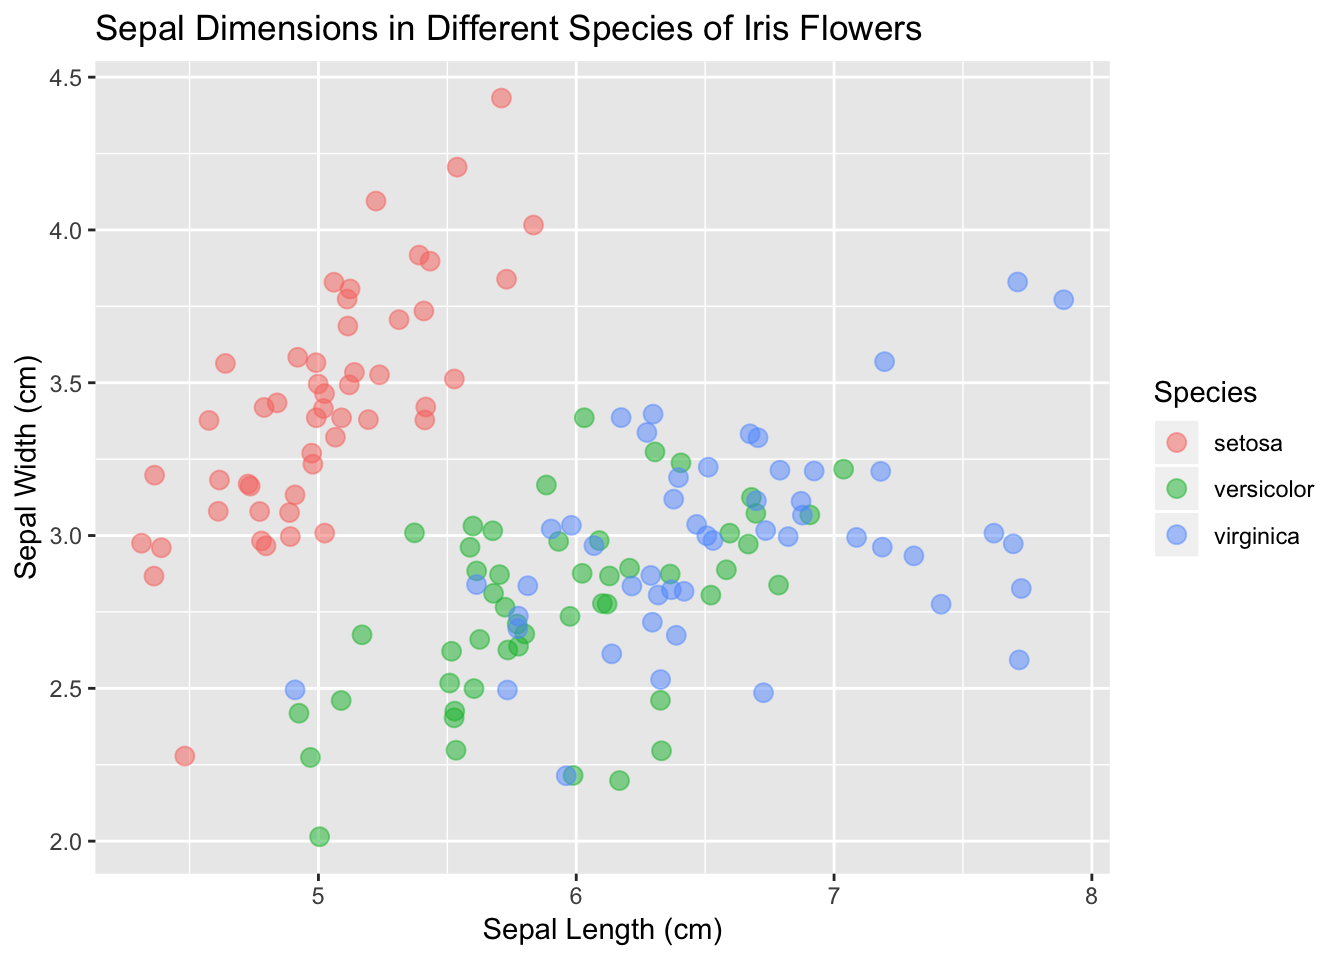 Sepal Dimensions in Different Species of Iris Flowers
4.5
4.0
3.5
3.0
2.5
2.0
Sepal Width (cm)
5 6 7 8
Sepal Length (cm)
Species
setosa
versicolor
virginica